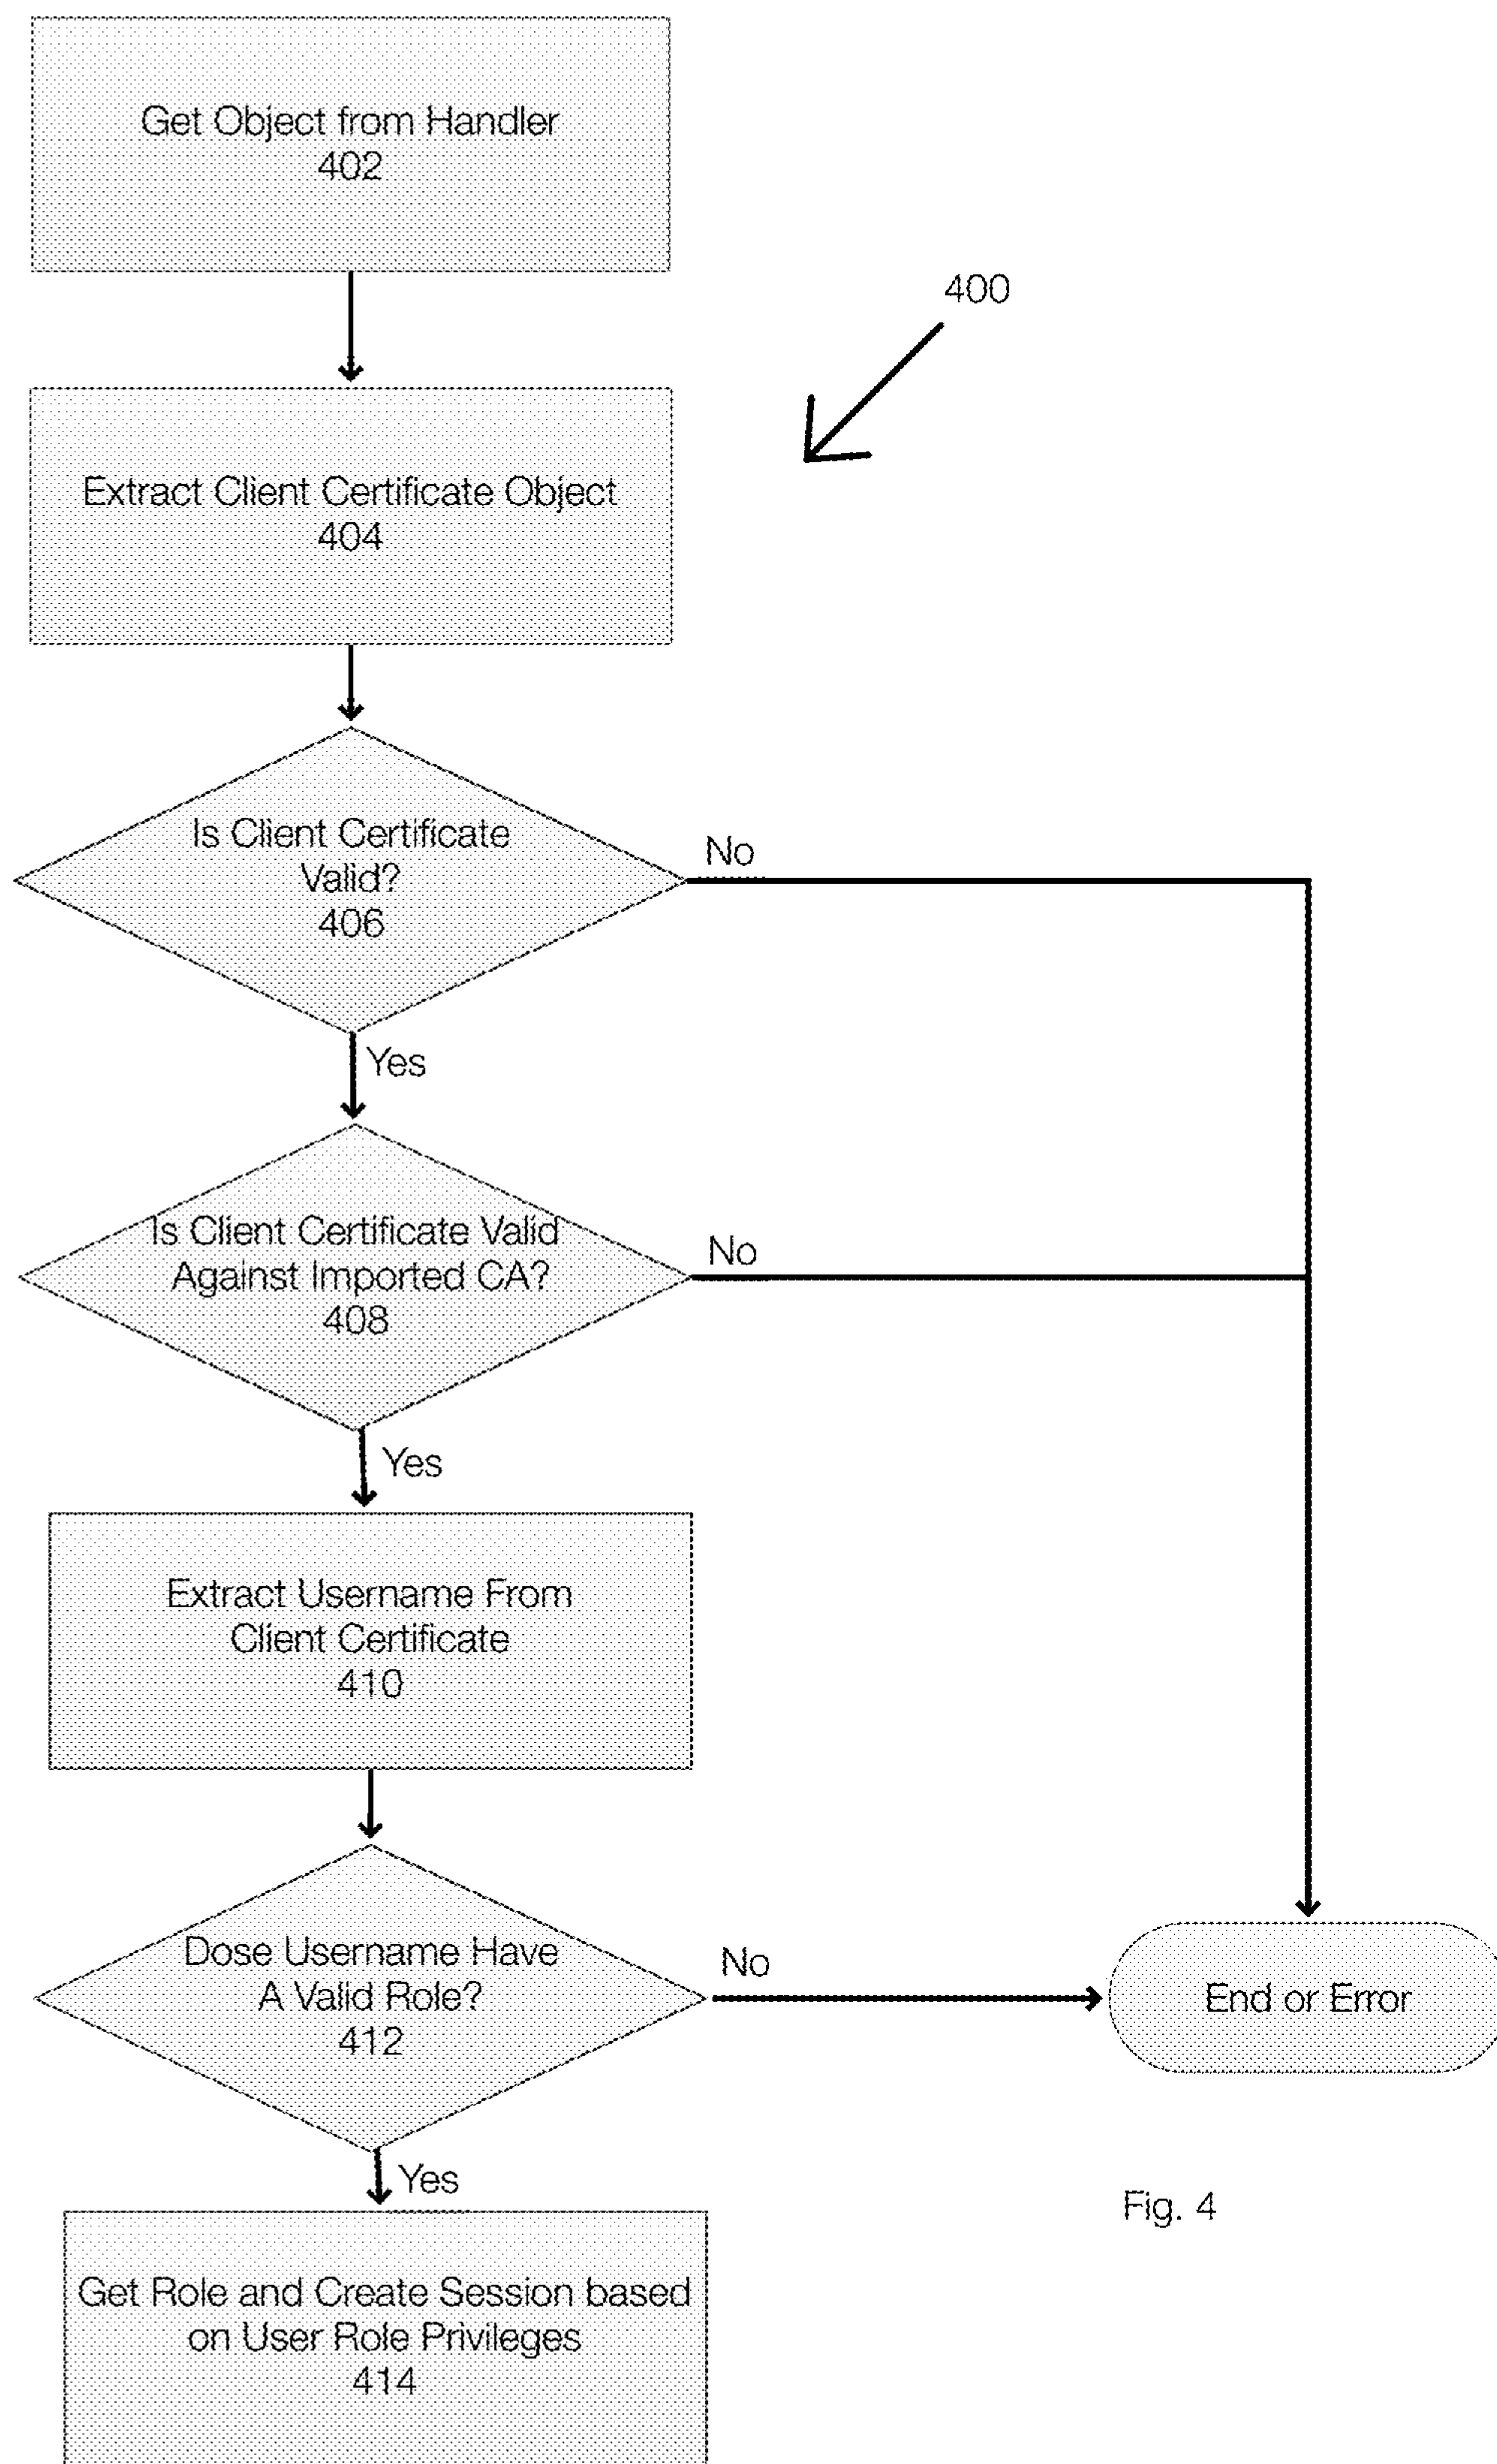 Get Object from Handler
402
400
Extract Client Certificate Object
404
Is Client Certificate
Valid?
406
No
Yes
Is Client Certificate Valid
Against Imported CA?
408
No
Yes
Extract Username From
Client Certificate
410
Dose Username Have
A Valid Role?
412
No
End or Error
Yes
Fig. 4
Get Role and Create Session based
on User Role Privileges
414